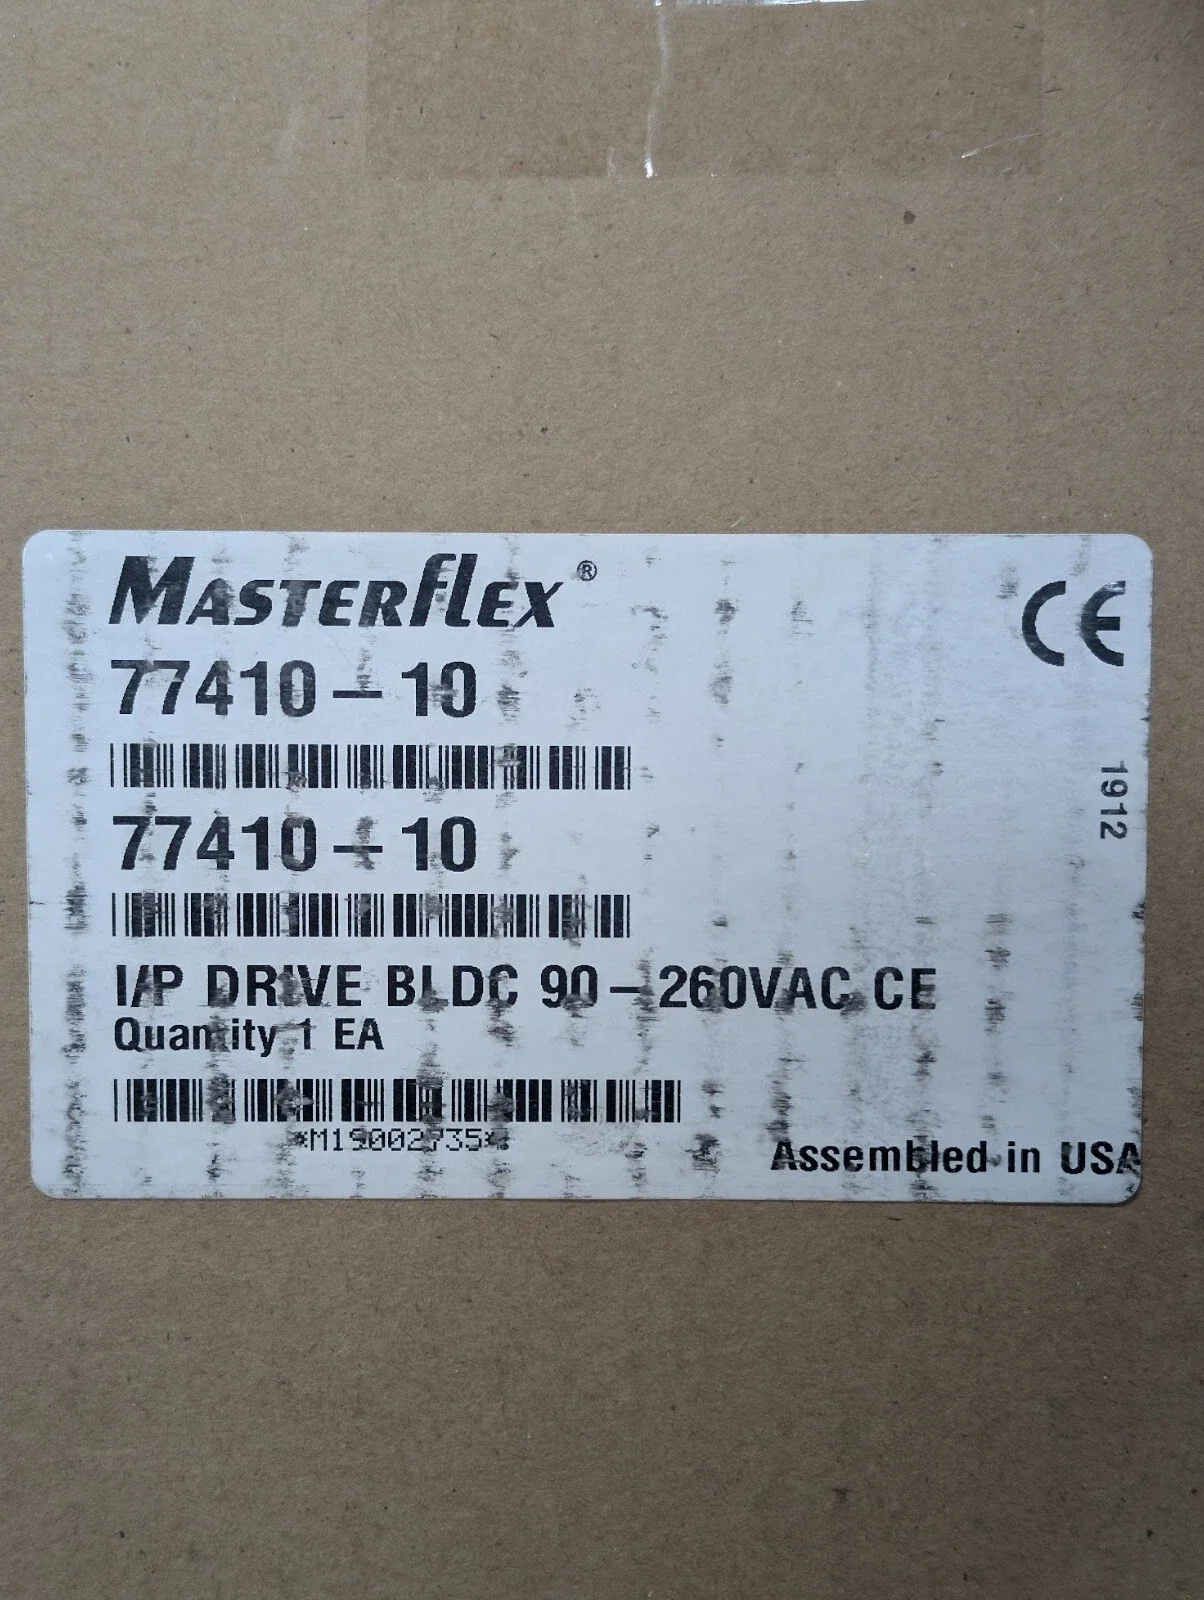 MASTERFLEX®
CE
77410-10
1912
77410-10
I/P DRIVE BLDC 90-260VAC CE
Quantity 1 EA
*M19002735*
Assembled in USA